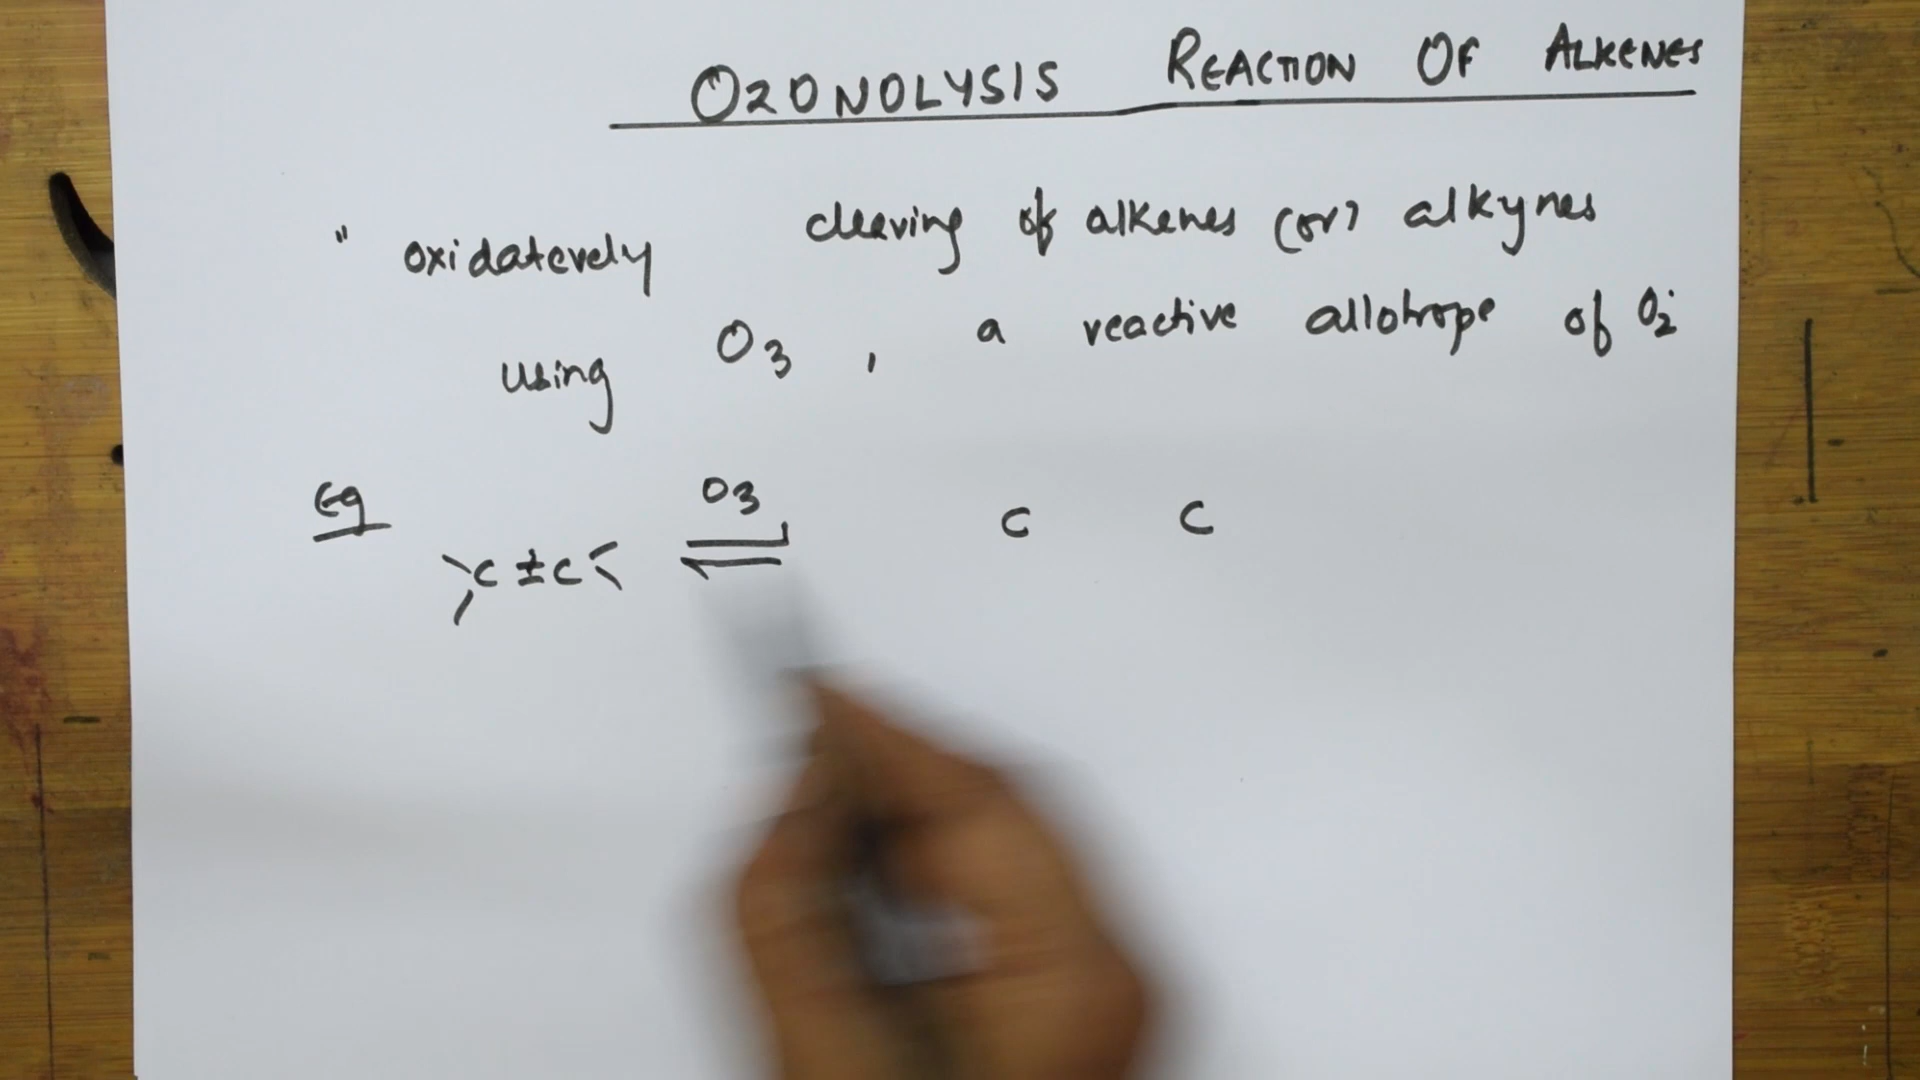 OZONOLYSIS REACTION OF ALKENES
" oxidatevely cleaving of alkenes (or) alkynes
using O3 , a reactive allotrope of O2
Eg
O3
>C = C< ⇌ C C